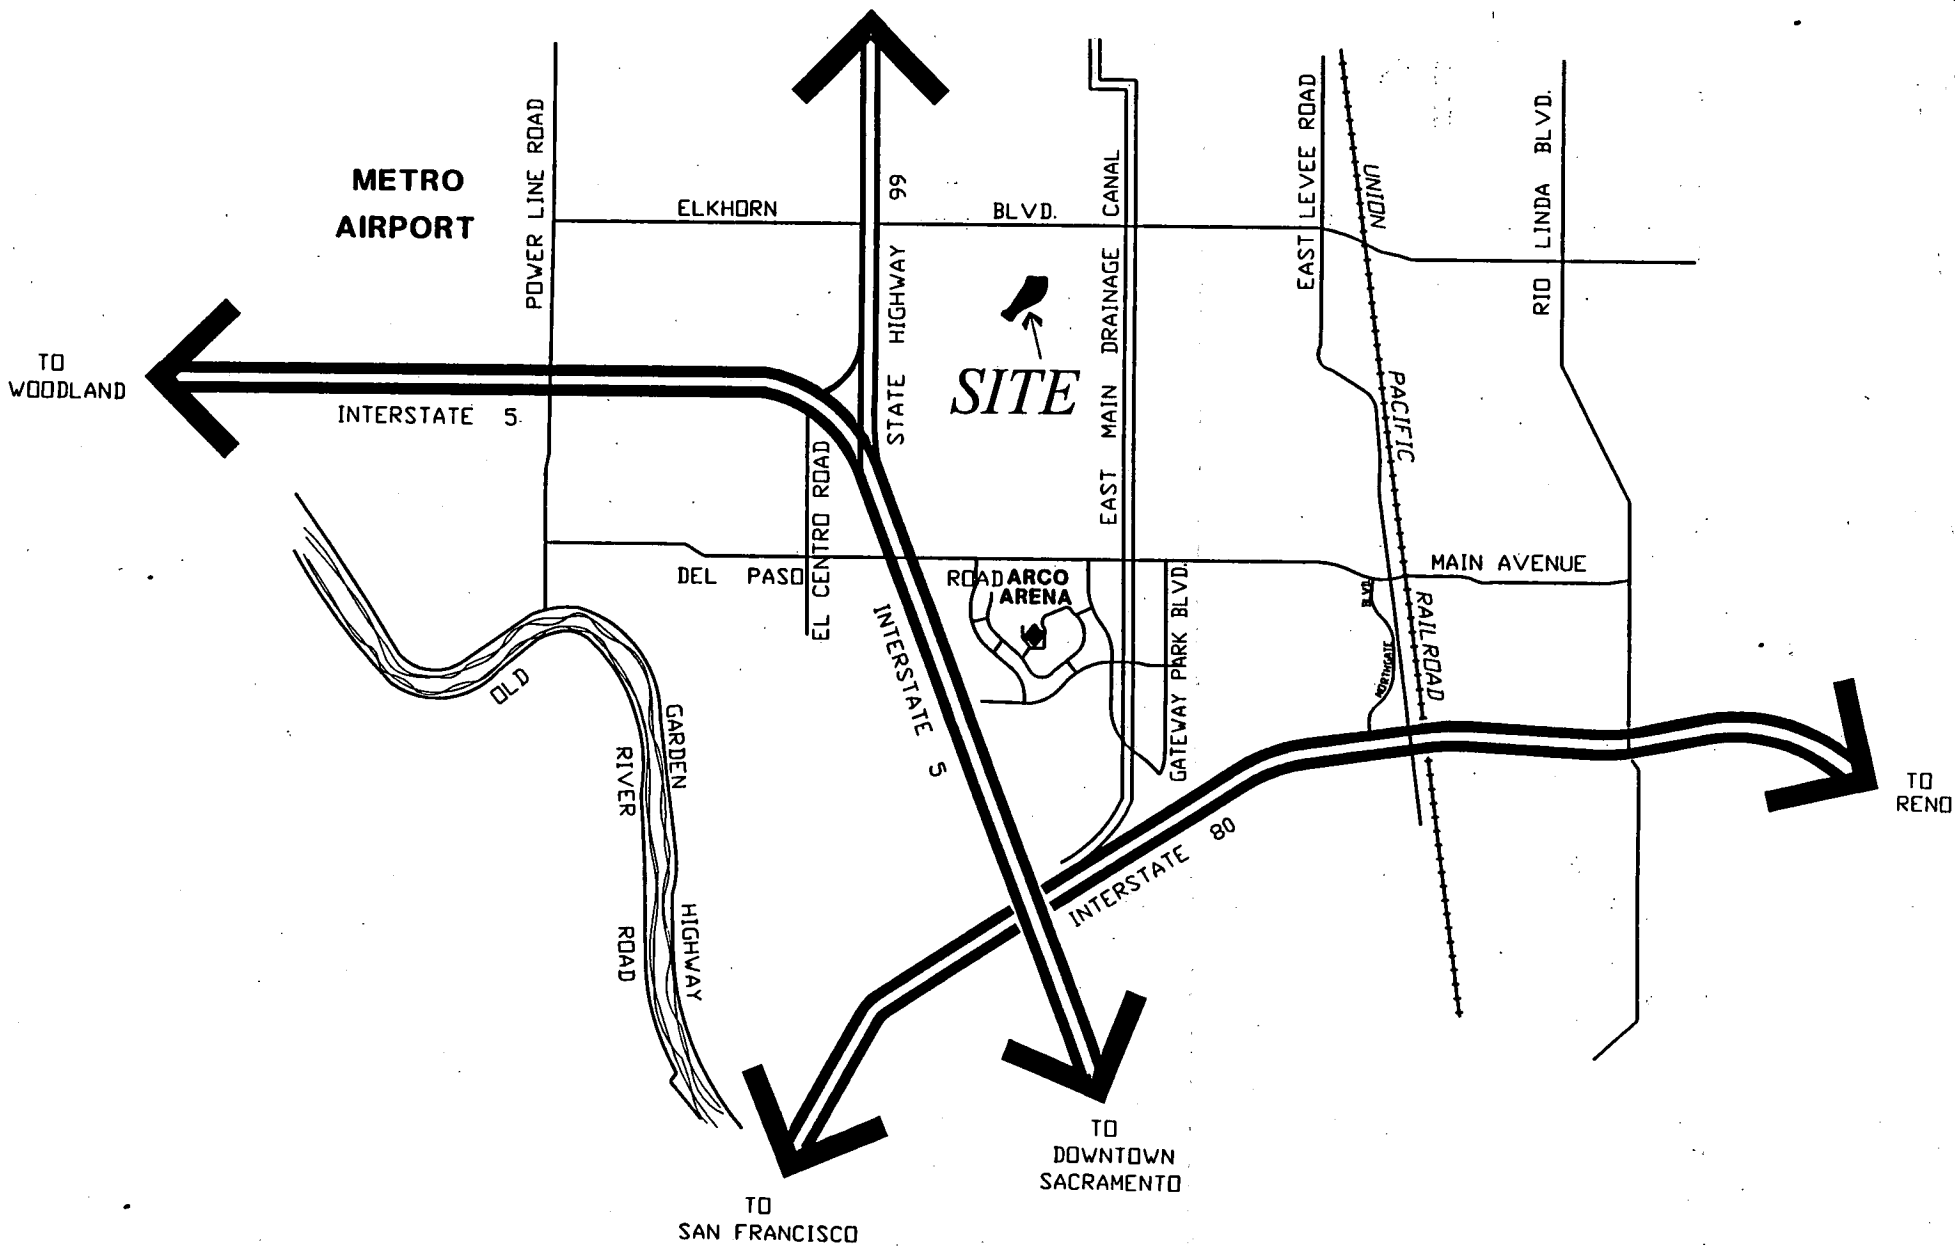 METRO
AIRPORT
POWER LINE ROAD
ELKHORN BLVD.
STATE HIGHWAY 99
EAST MAIN DRAINAGE CANAL
EAST LEVEE ROAD
UNION PACIFIC RAILROAD
RIO LINDA BLVD.
TO
WOODLAND
INTERSTATE 5
SITE
EL CENTRO ROAD
DEL PASO ROAD
ARCO
ARENA
MAIN AVENUE
GATEWAY PARK BLVD.
NORTHGATE BLVD.
INTERSTATE 5
OLD RIVER ROAD
GARDEN HIGHWAY
INTERSTATE 80
TO
RENO
TO
DOWNTOWN
SACRAMENTO
TO
SAN FRANCISCO